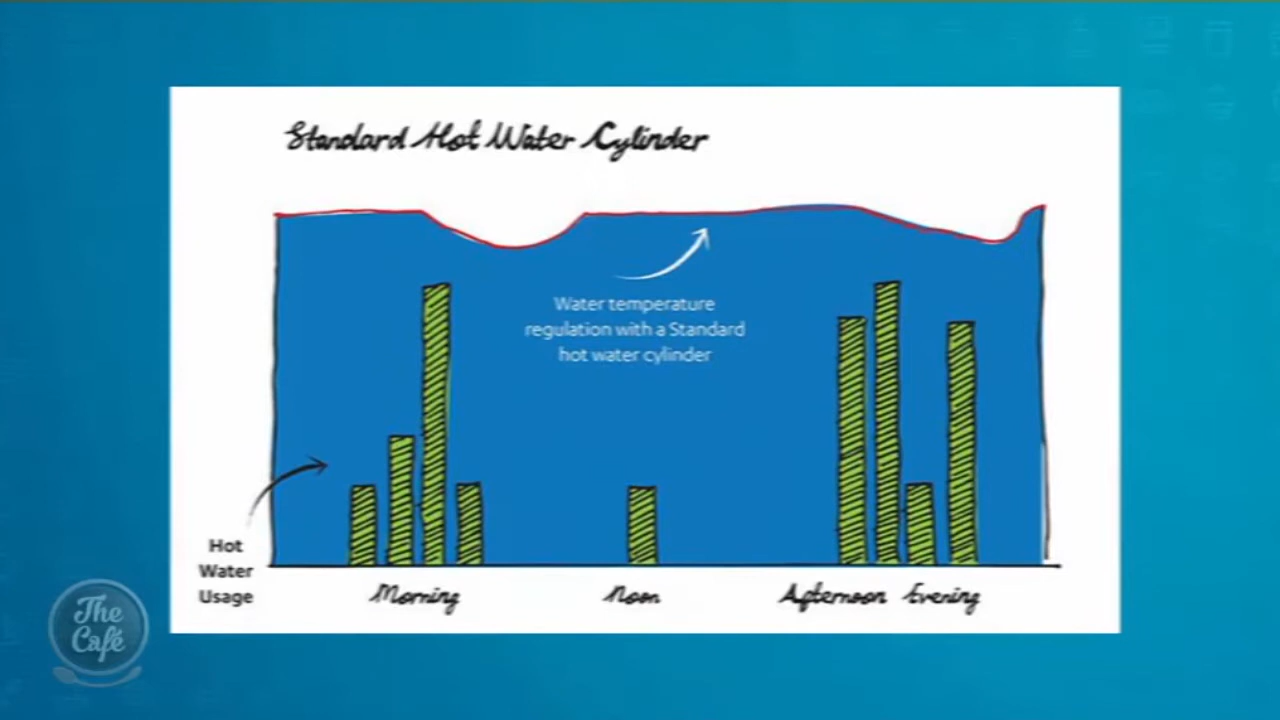 Standard Hot Water Cylinder
Water temperature
regulation with a Standard
hot water cylinder
Hot
Water
Usage
Morning
Noon
Afternoon Evening
The
Café